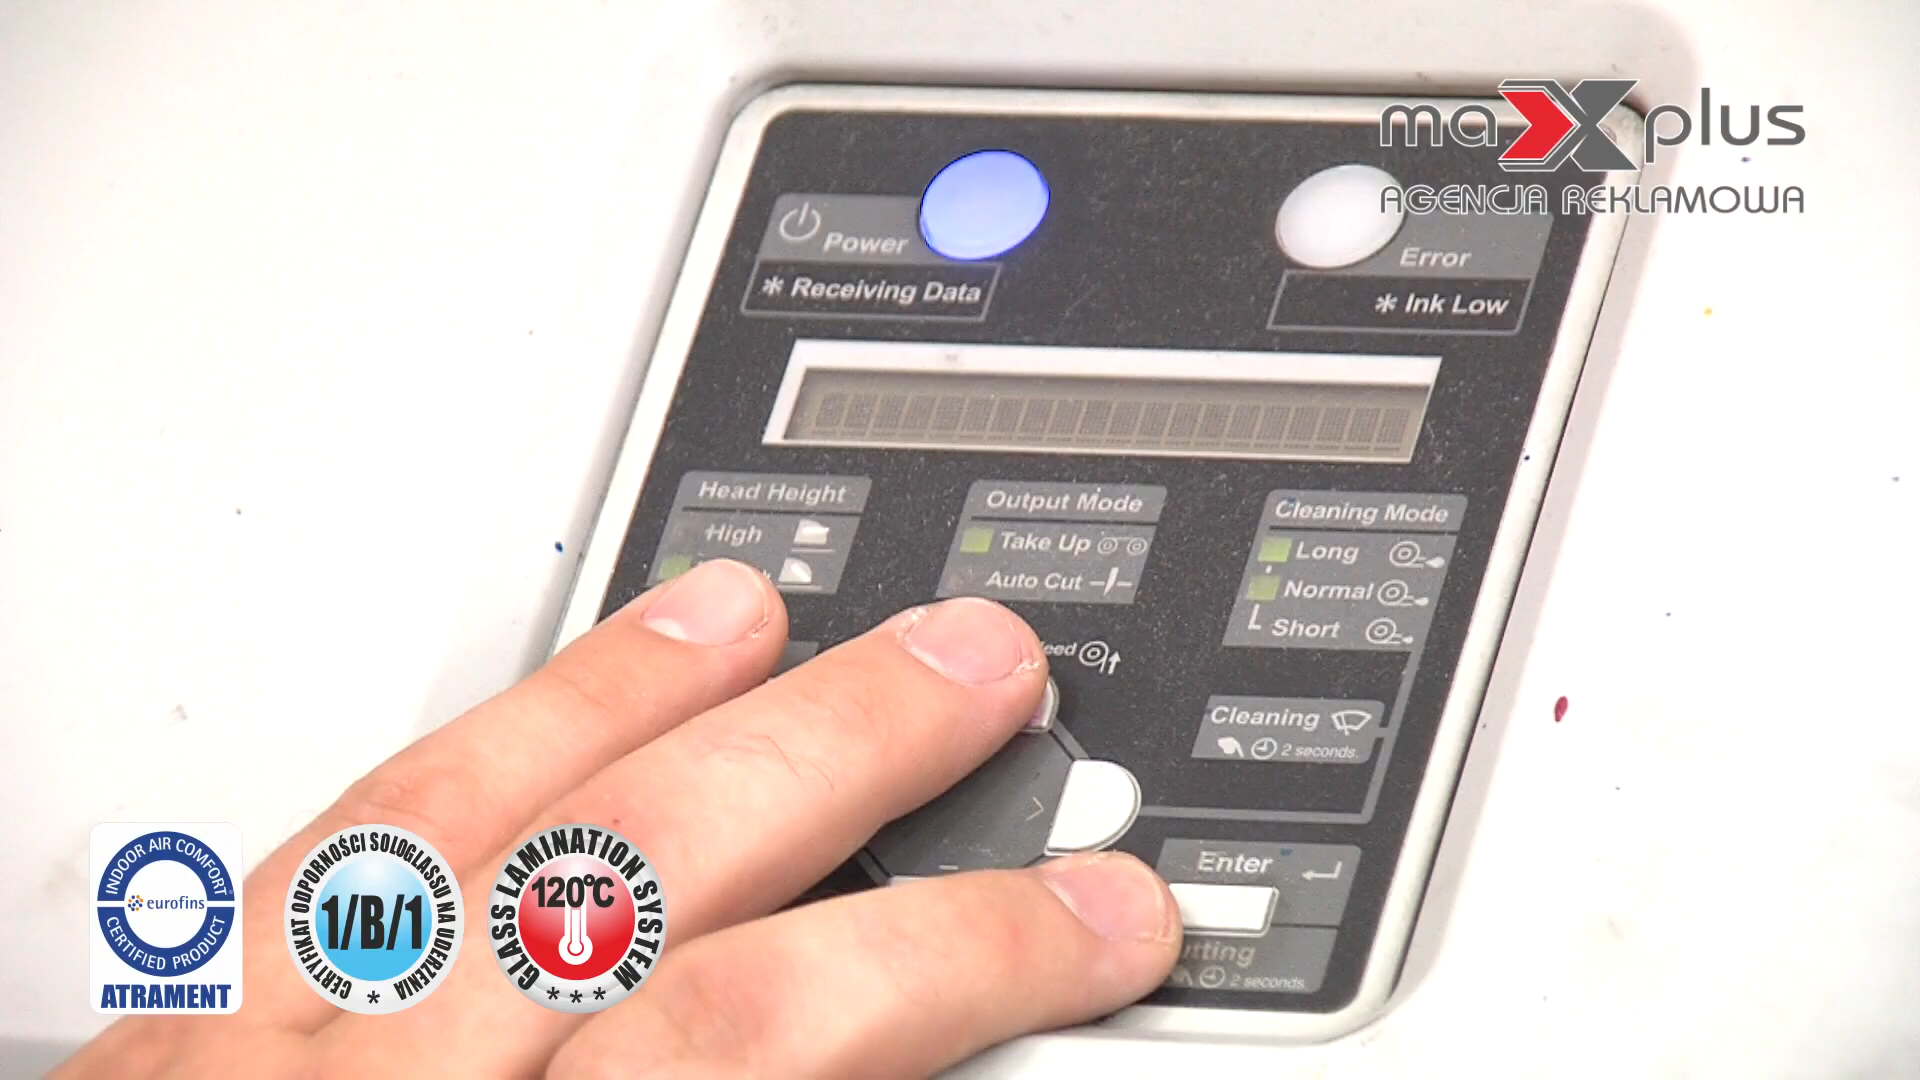 maXplus
AGENCJA REKLAMOWA
Power
* Receiving Data
Error
* Ink Low
Head Height
High
Output Mode
Take Up
Auto Cut
Cleaning Mode
Long
Normal
Short
Cleaning
2 seconds.
Enter
2 seconds.
INDOOR AIR COMFORT
eurofins
CERTIFIED PRODUCT
ATRAMENT
CERTYFIKAT ODPORNOŚCI SOLOGLASSU NA UDERZENIA
1/B/1
*
GLASS LAMINATION SYSTEM
120°C
* * *